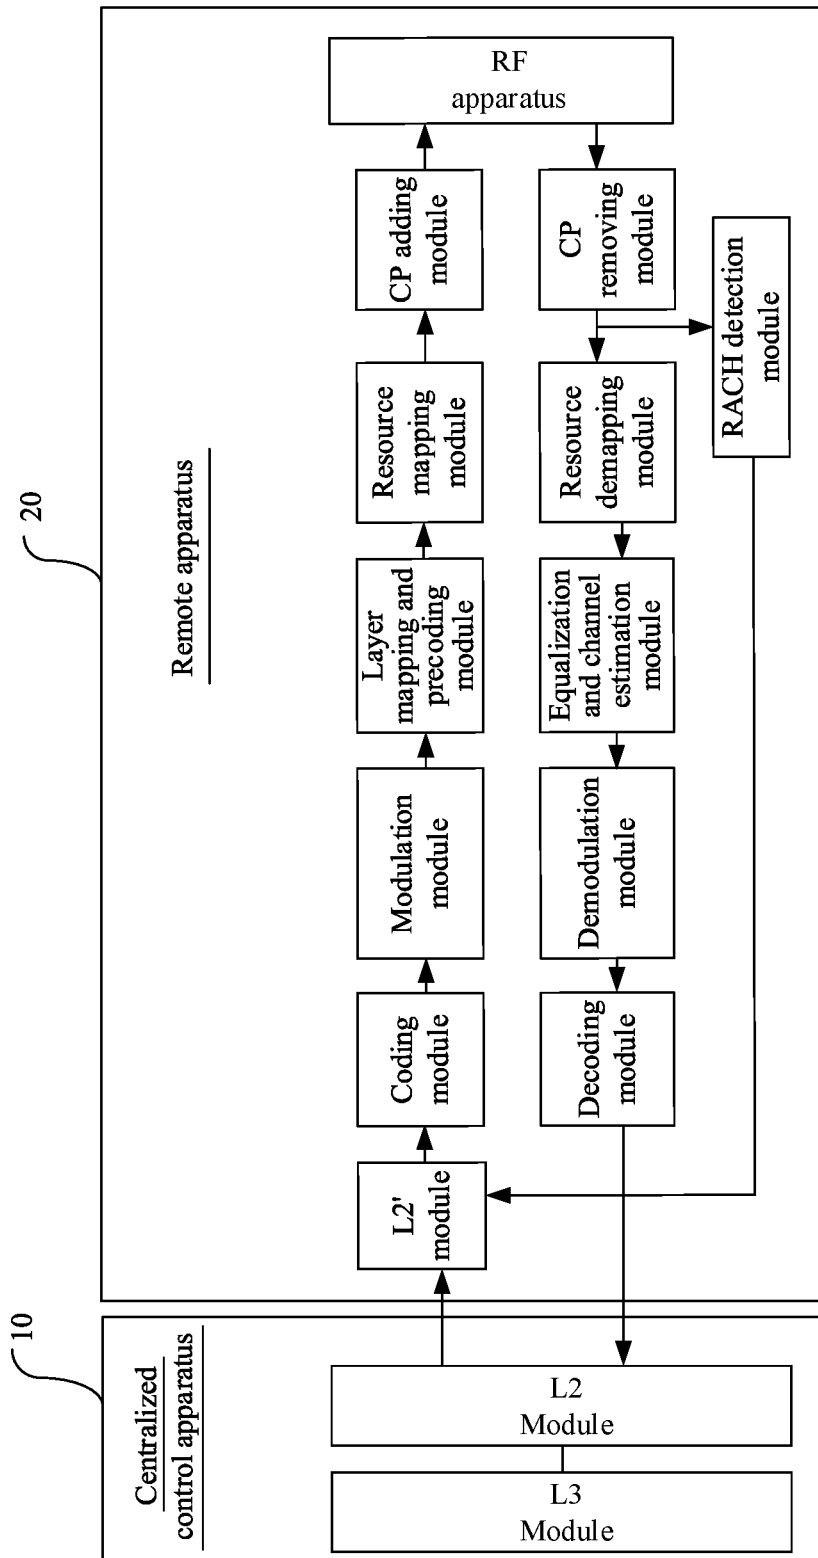 20
Remote apparatus
RF
apparatus
CP adding
module
CP
removing
module
RACH detection
module
Resource
mapping
module
Resource
demapping
module
Layer
mapping and
precoding
module
Equalization
and channel
estimation
module
Modulation
module
Demodulation
module
Coding
module
Decoding
module
L2'
module
10
Centralized
control apparatus
L2
Module
L3
Module